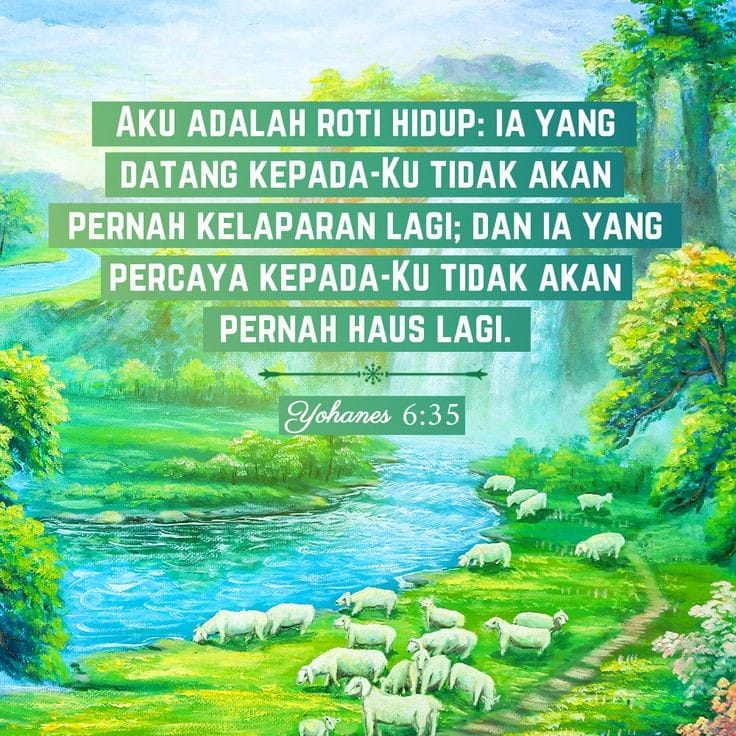 AKU ADALAH ROTI HIDUP: IA YANG
DATANG KEPADA-KU TIDAK AKAN
PERNAH KELAPARAN LAGI; DAN IA YANG
PERCAYA KEPADA-KU TIDAK AKAN
PERNAH HAUS LAGI.
Yohanes 6:35